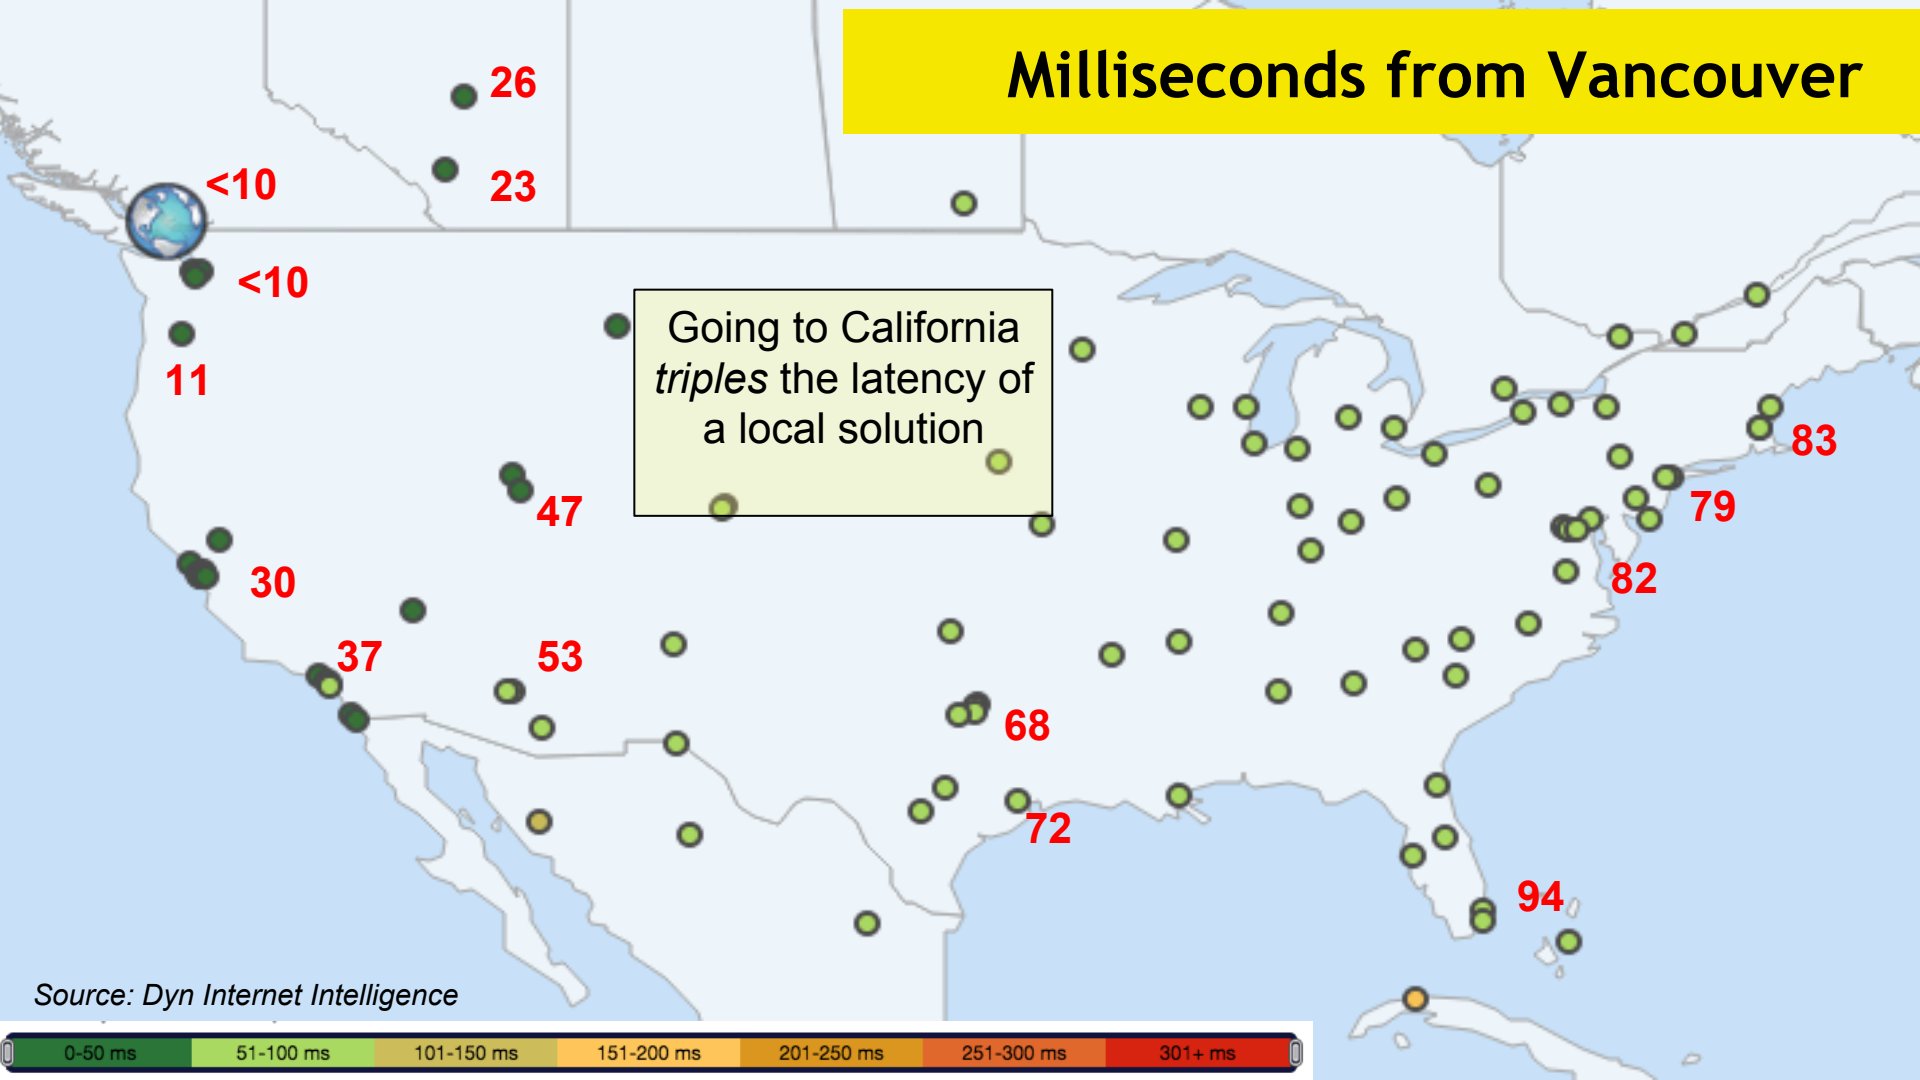 Milliseconds from Vancouver
26
<10
23
<10
Going to California
triples the latency of
a local solution
11
83
47
79
30
82
37
53
68
72
94
Source: Dyn Internet Intelligence
0-50 ms
51-100 ms
101-150 ms
151-200 ms
201-250 ms
251-300 ms
301+ ms